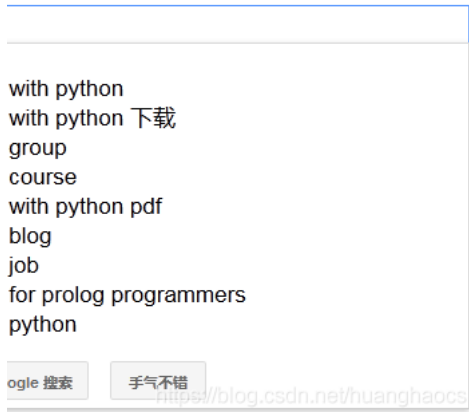 with python
with python 下载
group
course
with python pdf
blog
job
for prolog programmers
python
ogle 搜索
手气不错
https://blog.csdn.net/huanghaocs